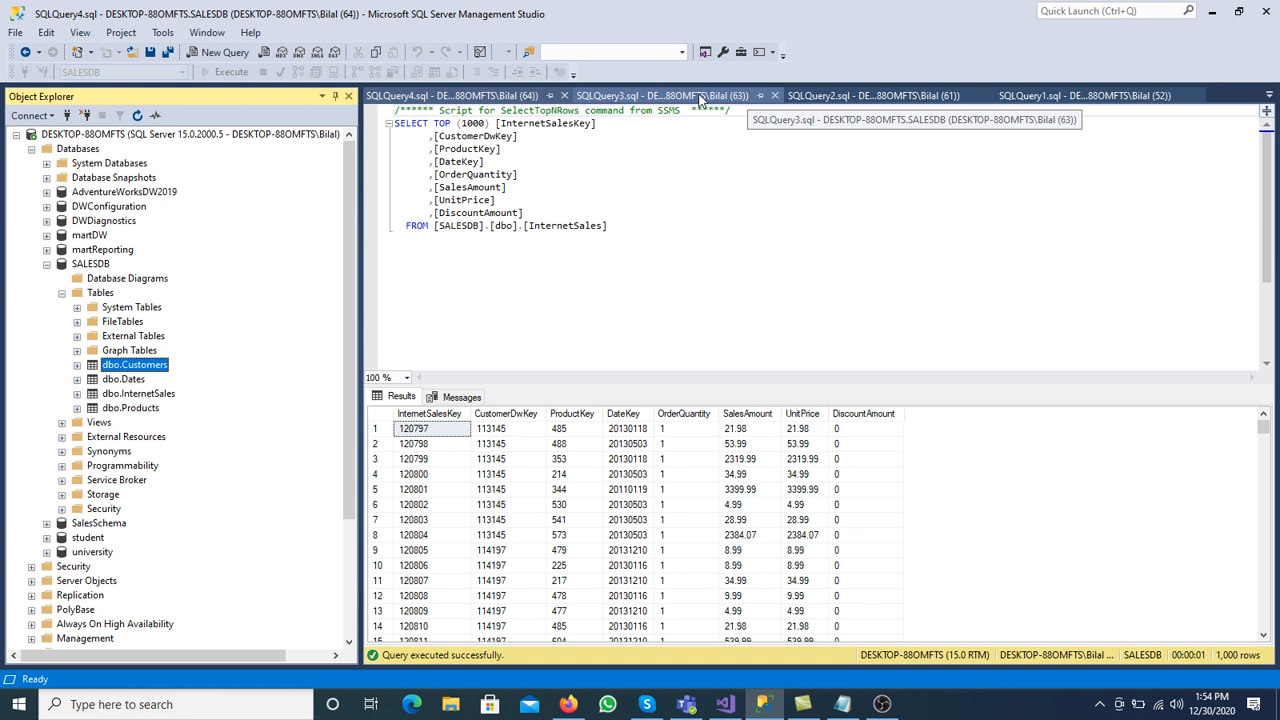 SQLQuery4.sql - DESKTOP-88OMFTS.SALESDB (DESKTOP-88OMFTS\Bilal (64)) - Microsoft SQL Server Management Studio
Quick Launch (Ctrl+Q)
File Edit View Project Tools Window Help
New Query
SALESDB Execute
Object Explorer
SQLQuery4.sql - DE...88OMFTS\Bilal (64)) SQLQuery3.sql - DE...88OMFTS\Bilal (63)) SQLQuery2.sql - DE...88OMFTS\Bilal (61)) SQLQuery1.sql - DE...88OMFTS\Bilal (52))
Connect
SQLQuery3.sql - DESKTOP-88OMFTS.SALESDB (DESKTOP-88OMFTS\Bilal (63))
DESKTOP-88OMFTS (SQL Server 15.0.2000.5 - DESKTOP-88OMFTS\Bilal)
Databases
System Databases
Database Snapshots
AdventureWorksDW2019
DWConfiguration
DWDiagnostics
martDW
martReporting
SALESDB
Database Diagrams
Tables
System Tables
FileTables
External Tables
Graph Tables
dbo.Customers
dbo.Dates
dbo.InternetSales
dbo.Products
Views
External Resources
Synonyms
Programmability
Service Broker
Storage
Security
SalesSchema
student
university
Security
Server Objects
Replication
PolyBase
Always On High Availability
Management
/****** Script for SelectTopNRows command from SSMS ******/
SELECT TOP (1000) [InternetSalesKey]
,[CustomerDwKey]
,[ProductKey]
,[DateKey]
,[OrderQuantity]
,[SalesAmount]
,[UnitPrice]
,[DiscountAmount]
FROM [SALESDB].[dbo].[InternetSales]
100 %
Results Messages
InternetSalesKey CustomerDwKey ProductKey DateKey OrderQuantity SalesAmount UnitPrice DiscountAmount
1 120797 113145 485 20130118 1 21.98 21.98 0
2 120798 113145 488 20130503 1 53.99 53.99 0
3 120799 113145 353 20130118 1 2319.99 2319.99 0
4 120800 113145 214 20130503 1 34.99 34.99 0
5 120801 113145 344 20110119 1 3399.99 3399.99 0
6 120802 113145 530 20130503 1 4.99 4.99 0
7 120803 113145 541 20130503 1 28.99 28.99 0
8 120804 113145 573 20130503 1 2384.07 2384.07 0
9 120805 114197 479 20131210 1 8.99 8.99 0
10 120806 114197 225 20130116 1 8.99 8.99 0
11 120807 114197 217 20131210 1 34.99 34.99 0
12 120808 114197 478 20130116 1 9.99 9.99 0
13 120809 114197 477 20131210 1 4.99 4.99 0
14 120810 114197 485 20130116 1 21.98 21.98 0
15 120811 114197 604 20131210 1 539.99 539.99 0
Query executed successfully. DESKTOP-88OMFTS (15.0 RTM) DESKTOP-88OMFTS\Bilal ... SALESDB 00:00:01 1,000 rows
Ready
Type here to search
1:54 PM
12/30/2020